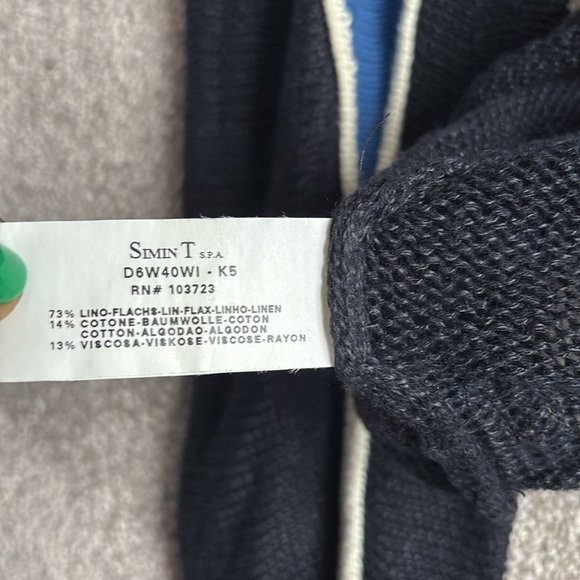 SIMIN T S.P.A.
D6W40WI - K5
RN# 103723
73% LINO-FLACHS-LIN-FLAX-LINHO-LINEN
14% COTONE-BAUMWOLLE-COTON
COTTON-ALGODAO-ALGODON
13% VISCOSA-VISKOSE-VISCOSE-RAYON